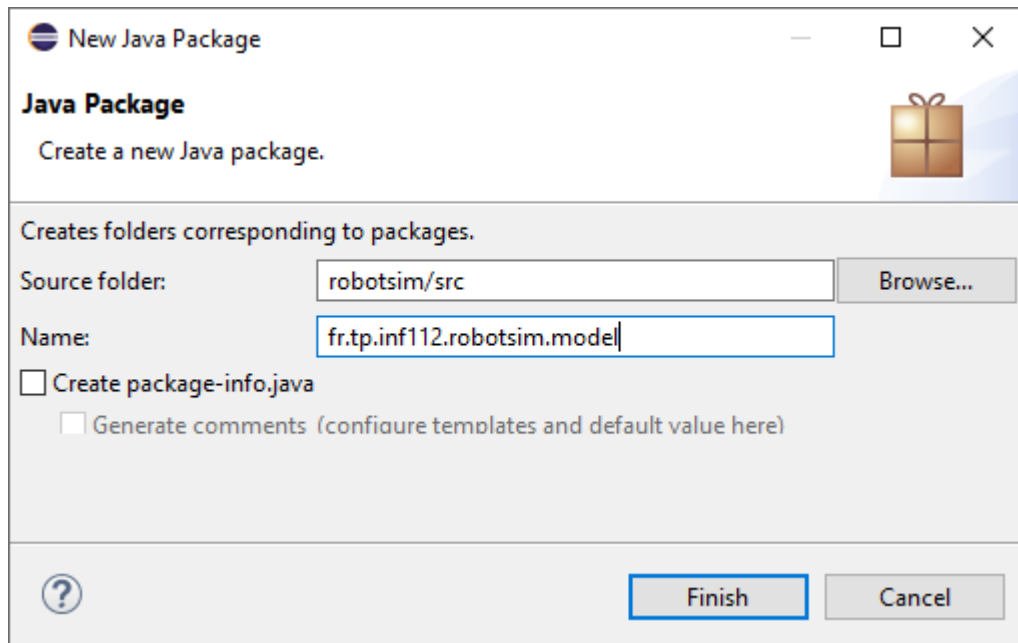 New Java Package
Java Package
Create a new Java package.
Creates folders corresponding to packages.
Source folder: robotsim/src Browse...
Name: fr.tp.inf112.robotsim.model
Create package-info.java
Generate comments (configure templates and default value here)
? Finish Cancel